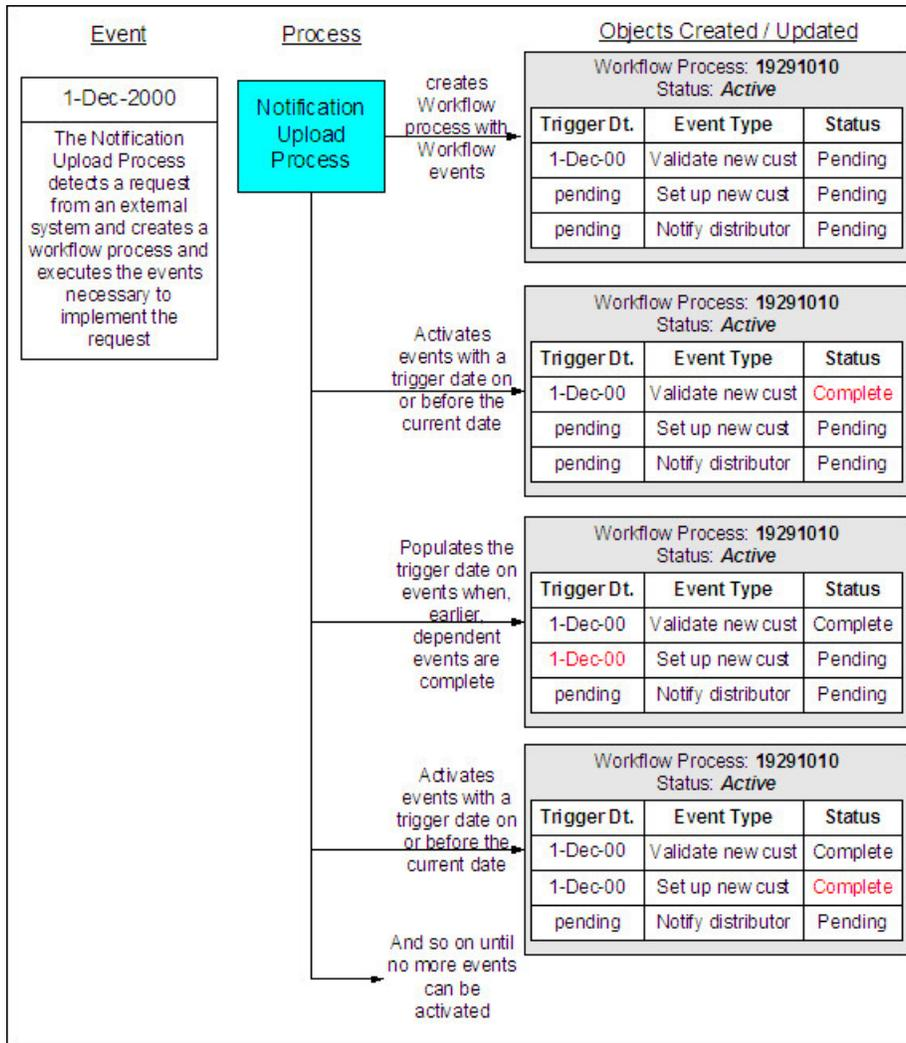 Event
Process
Objects Created / Updated
1-Dec-2000
The Notification
Upload Process
detects a request
from an external
system and creates a
workflow process and
executes the events
necessary to
implement the
request
Notification
Upload
Process
creates
Workflow
process with
Workflow
events
Workflow Process: 19291010
Status: Active
Trigger Dt. Event Type Status
1-Dec-00 Validate new cust Pending
pending Set up new cust Pending
pending Notify distributor Pending
Activates
events with a
trigger date on
or before the
current date
Workflow Process: 19291010
Status: Active
Trigger Dt. Event Type Status
1-Dec-00 Validate new cust Complete
pending Set up new cust Pending
pending Notify distributor Pending
Populates the
trigger date on
events when,
earlier,
dependent
events are
complete
Workflow Process: 19291010
Status: Active
Trigger Dt. Event Type Status
1-Dec-00 Validate new cust Complete
1-Dec-00 Set up new cust Pending
pending Notify distributor Pending
Activates
events with a
trigger date on
or before the
current date
Workflow Process: 19291010
Status: Active
Trigger Dt. Event Type Status
1-Dec-00 Validate new cust Complete
1-Dec-00 Set up new cust Complete
pending Notify distributor Pending
And so on until
no more events
can be
activated